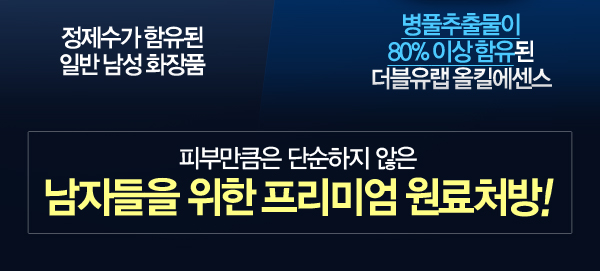 정제수가 함유된
일반 남성 화장품
병풀추출물이
80% 이상 함유된
더블유랩 올킬에센스
피부만큼은 단순하지 않은
남자들을 위한 프리미엄 원료처방!